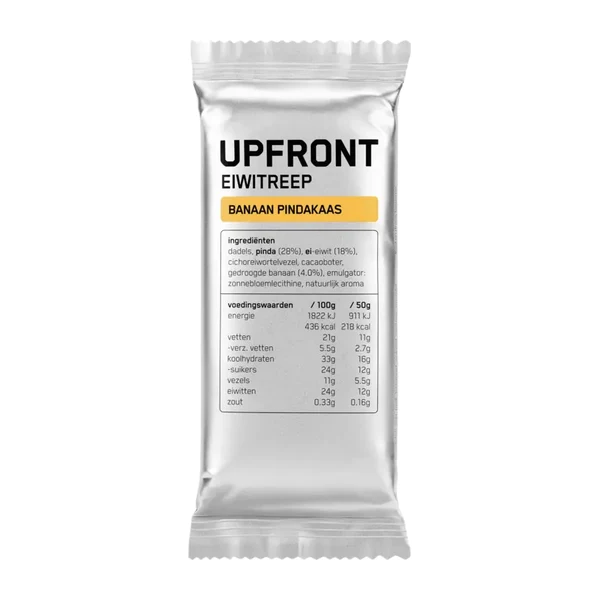 UPFRONT
EIWITREEP
BANAAN PINDAKAAS
ingrediënten
dadels, pinda (28%), ei-eiwit (18%),
cichoreiwortelvezel, cacaoboter,
gedroogde banaan (4.0%), emulgator:
zonnebloemlecithine, natuurlijk aroma
voedingswaarden / 100g / 50g
energie 1822 kJ 911 kJ
436 kcal 218 kcal
vetten 21g 11g
-verz. vetten 5.5g 2.7g
koolhydraten 33g 16g
-suikers 24g 12g
vezels 11g 5.5g
eiwitten 24g 12g
zout 0.33g 0.16g